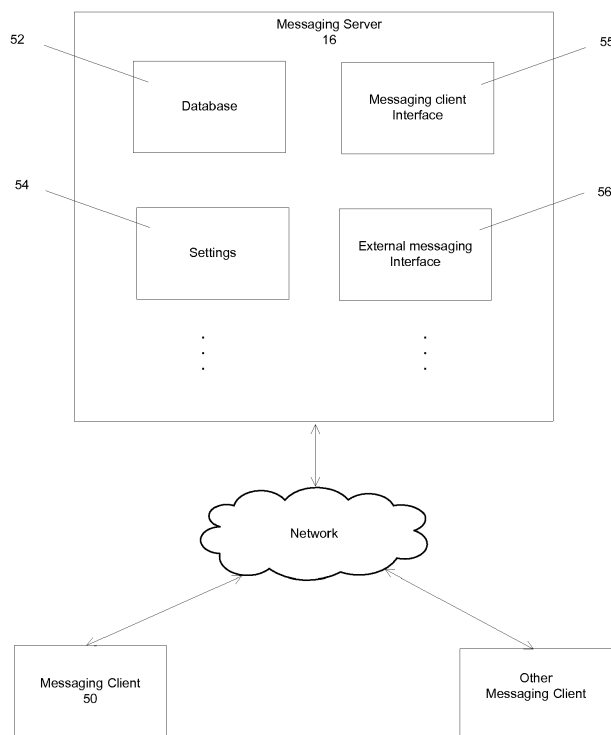 Messaging Server
16
52
55
Database
Messaging client
Interface
54
56
Settings
External messaging
Interface
Network
Messaging Client
50
Other
Messaging Client